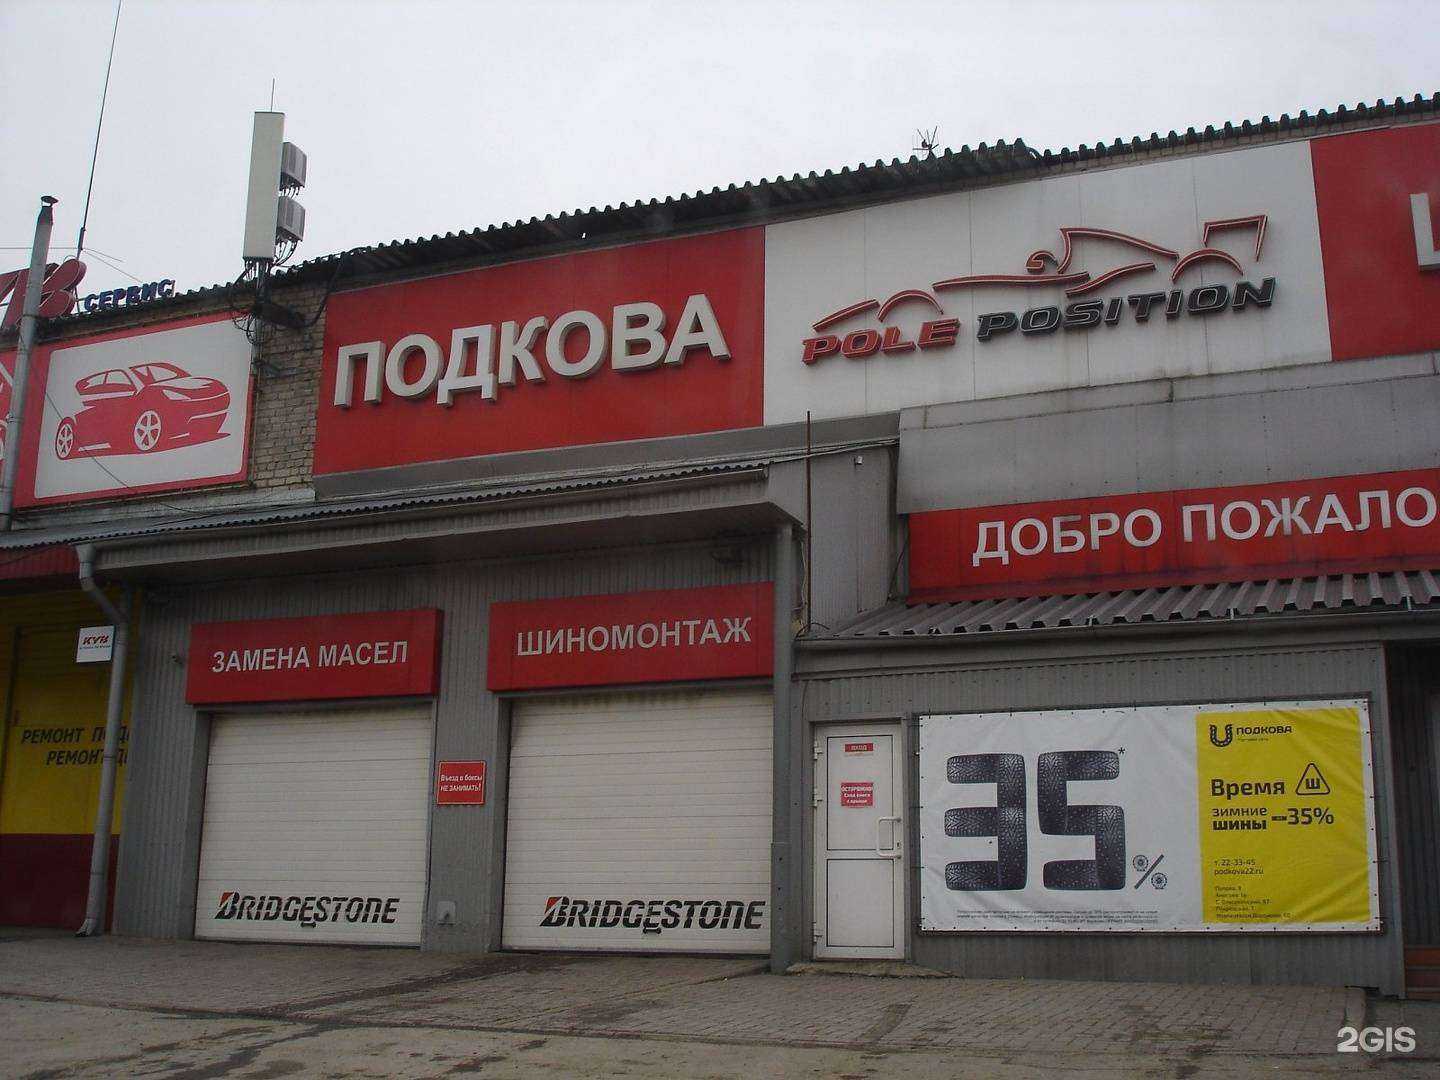 СЕРВИС
ПОДКОВА
POLE POSITION
ДОБРО ПОЖАЛО
ЗАМЕНА МАСЕЛ
ШИНОМОНТАЖ
KYB
РЕМОНТ
РЕМОНТ
Въезд в боксы
НЕ ЗАНИМАТЬ!
ВХОД
ОСТОРОЖНО!
BRIDGESTONE
BRIDGESTONE
35*%
ПОДКОВА
Время Ш
зимние
шины -35%
т. 22-33-45
podkova22.ru
2GIS